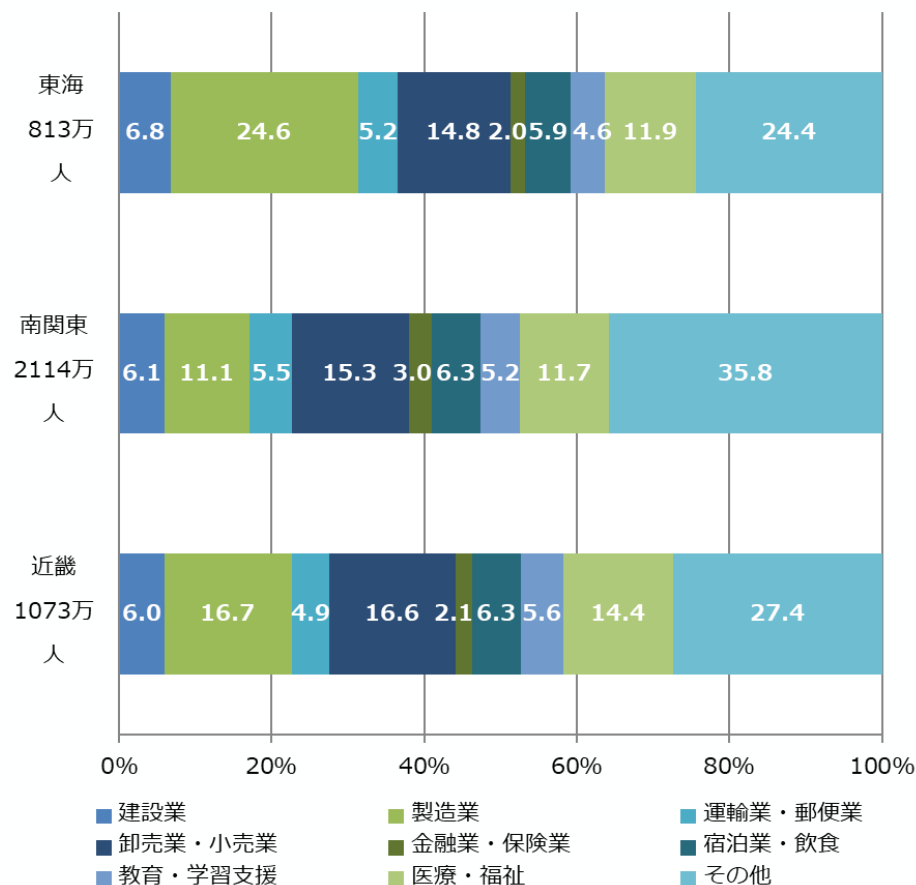 東海
813万
人
6.8 24.6 5.2 14.8 2.0 5.9 4.6 11.9 24.4
南関東
2114万
人
6.1 11.1 5.5 15.3 3.0 6.3 5.2 11.7 35.8
近畿
1073万
人
6.0 16.7 4.9 16.6 2.1 6.3 5.6 14.4 27.4
0% 20% 40% 60% 80% 100%
建設業 製造業 運輸業・郵便業
卸売業・小売業 金融業・保険業 宿泊業・飲食
教育・学習支援 医療・福祉 その他